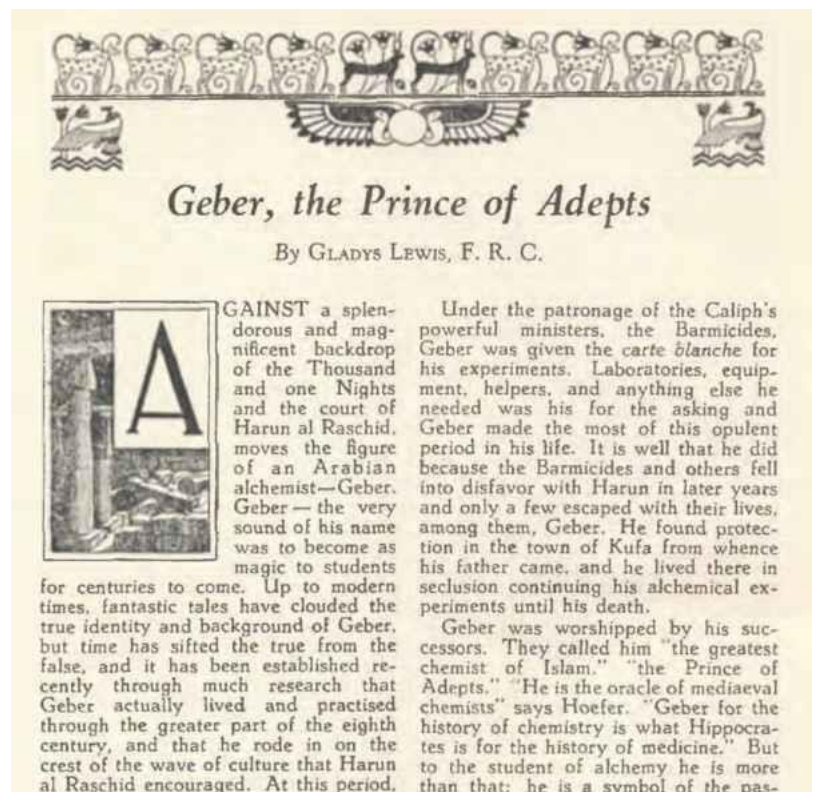 Geber, the Prince of Adepts
By GLADYS LEWIS, F. R. C.
AGAINST a splen-
dorous and mag-
nificent backdrop
of the Thousand
and one Nights
and the court of
Harun al Raschid,
moves the figure
of an Arabian
alchemist—Geber.
Geber — the very
sound of his name
was to become as
magic to students
for centuries to come. Up to modern
times, fantastic tales have clouded the
true identity and background of Geber,
but time has sifted the true from the
false, and it has been established re-
cently through much research that
Geber actually lived and practised
through the greater part of the eighth
century, and that he rode in on the
crest of the wave of culture that Harun
al Raschid encouraged. At this period,
Under the patronage of the Caliph's
powerful ministers, the Barmicides,
Geber was given the carte blanche for
his experiments. Laboratories, equip-
ment, helpers, and anything else he
needed was his for the asking and
Geber made the most of this opulent
period in his life. It is well that he did
because the Barmicides and others fell
into disfavor with Harun in later years
and only a few escaped with their lives,
among them, Geber. He found protec-
tion in the town of Kufa from whence
his father came, and he lived there in
seclusion continuing his alchemical ex-
periments until his death.
Geber was worshipped by his suc-
cessors. They called him "the greatest
chemist of Islam." "the Prince of
Adepts." "He is the oracle of mediaeval
chemists" says Hoefer. "Geber for the
history of chemistry is what Hippocra-
tes is for the history of medicine." But
to the student of alchemy he is more
than that; he is a symbol of the pas-